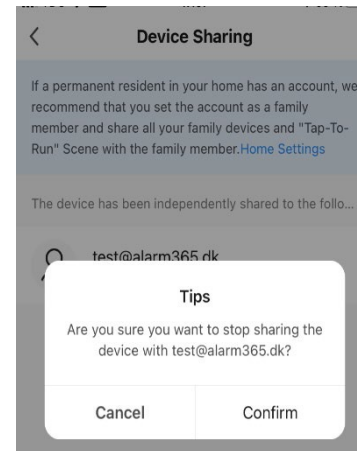 Device Sharing
If a permanent resident in your home has an account, we
recommend that you set the account as a family
member and share all your family devices and "Tap-To-
Run" Scene with the family member.Home Settings
The device has been independently shared to the follo...
test@alarm365.dk
Tips
Are you sure you want to stop sharing the
device with test@alarm365.dk?
Cancel Confirm